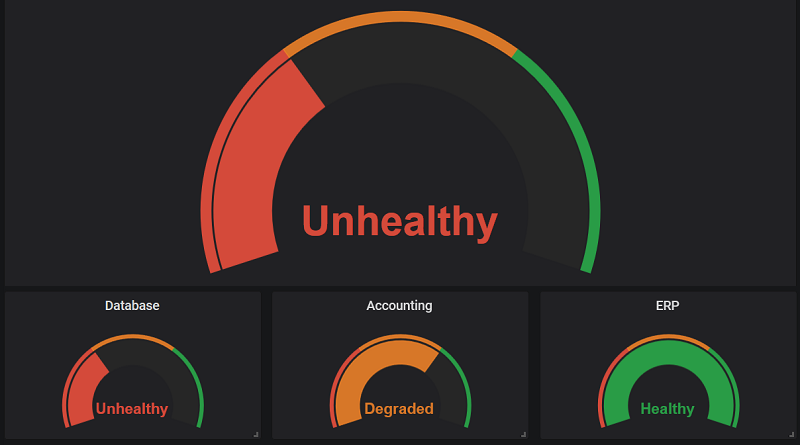 Unhealthy
Database
Accounting
ERP
Unhealthy
Degraded
Healthy